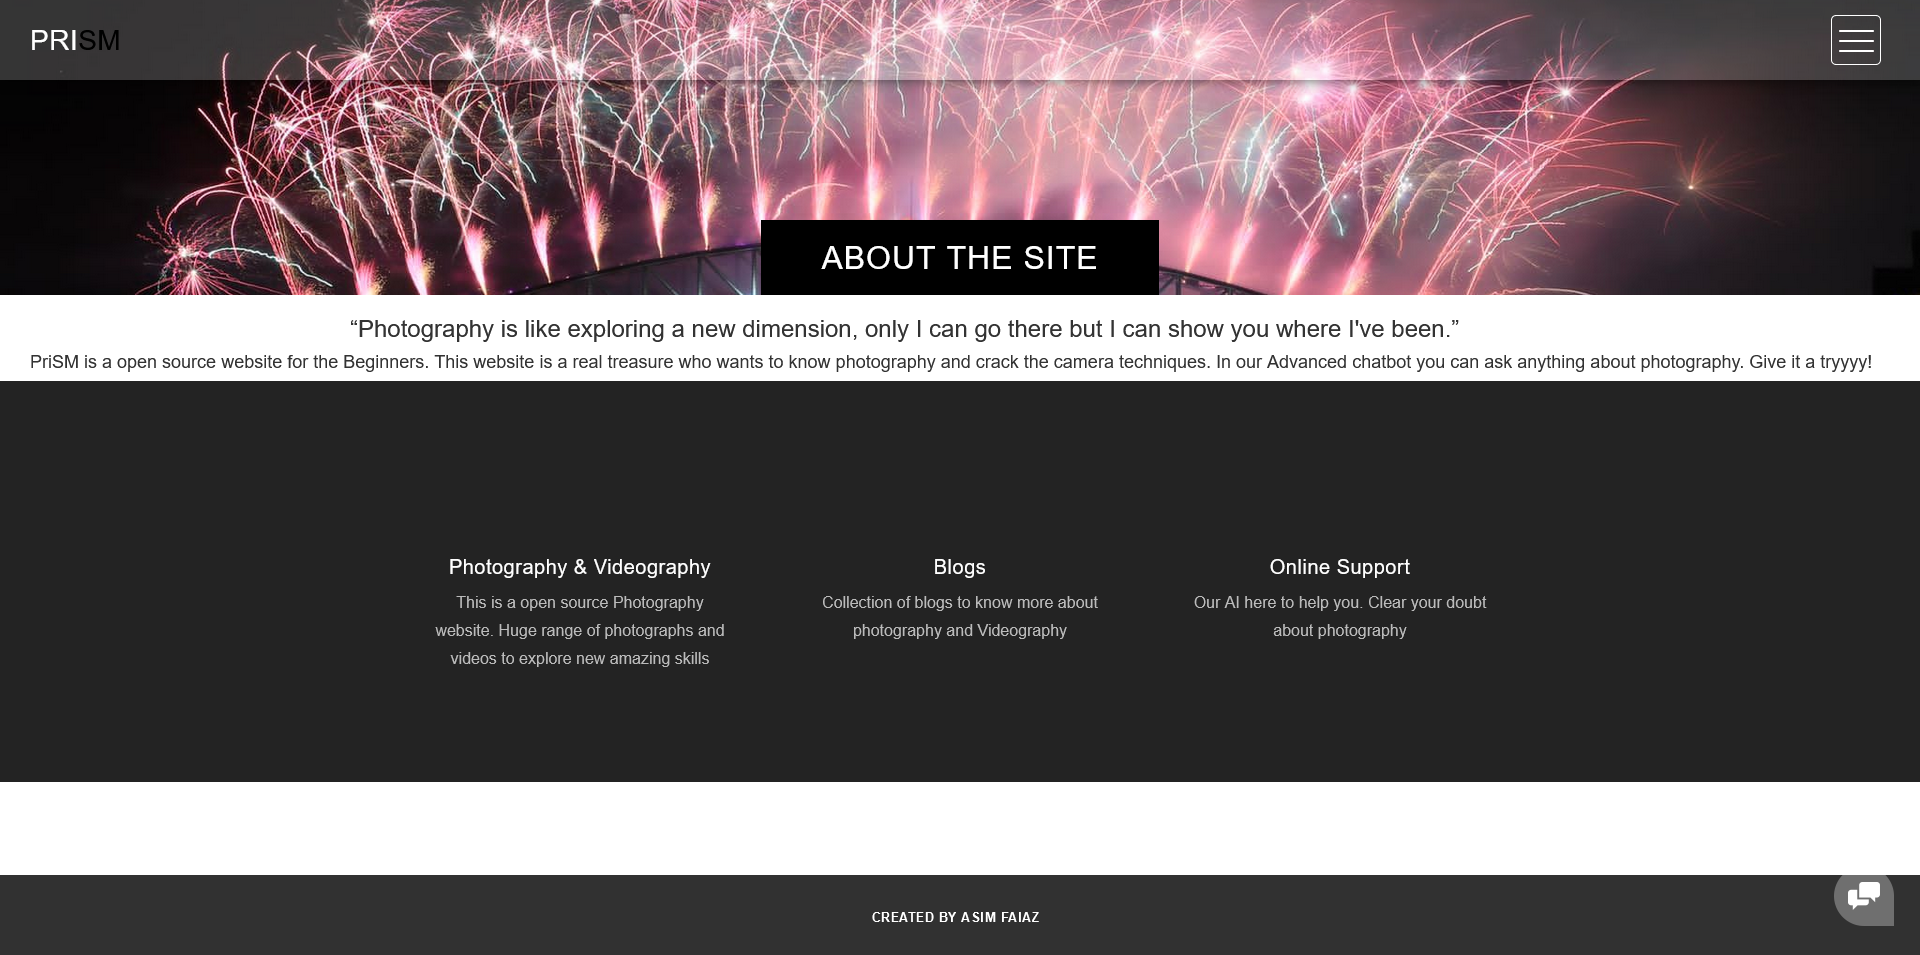 PRISM
ABOUT THE SITE
“Photography is like exploring a new dimension, only I can go there but I can show you where I've been.”
PriSM is a open source website for the Beginners. This website is a real treasure who wants to know photography and crack the camera techniques. In our Advanced chatbot you can ask anything about photography. Give it a tryyyy!
Photography & Videography
This is a open source Photography
website. Huge range of photographs and
videos to explore new amazing skills
Blogs
Collection of blogs to know more about
photography and Videography
Online Support
Our AI here to help you. Clear your doubt
about photography
CREATED BY ASIM FAIAZ